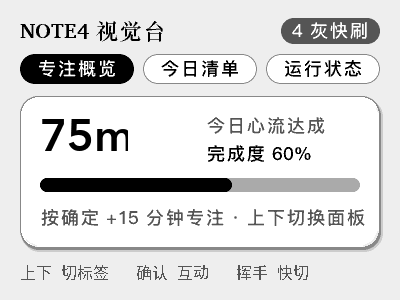 NOTE4 视觉台 4 灰快刷
专注概览 今日清单 运行状态
75m 今日心流达成
完成度 60%
按确定 +15 分钟专注 · 上下切换面板
上下 切标签 确认 互动 挥手 快切